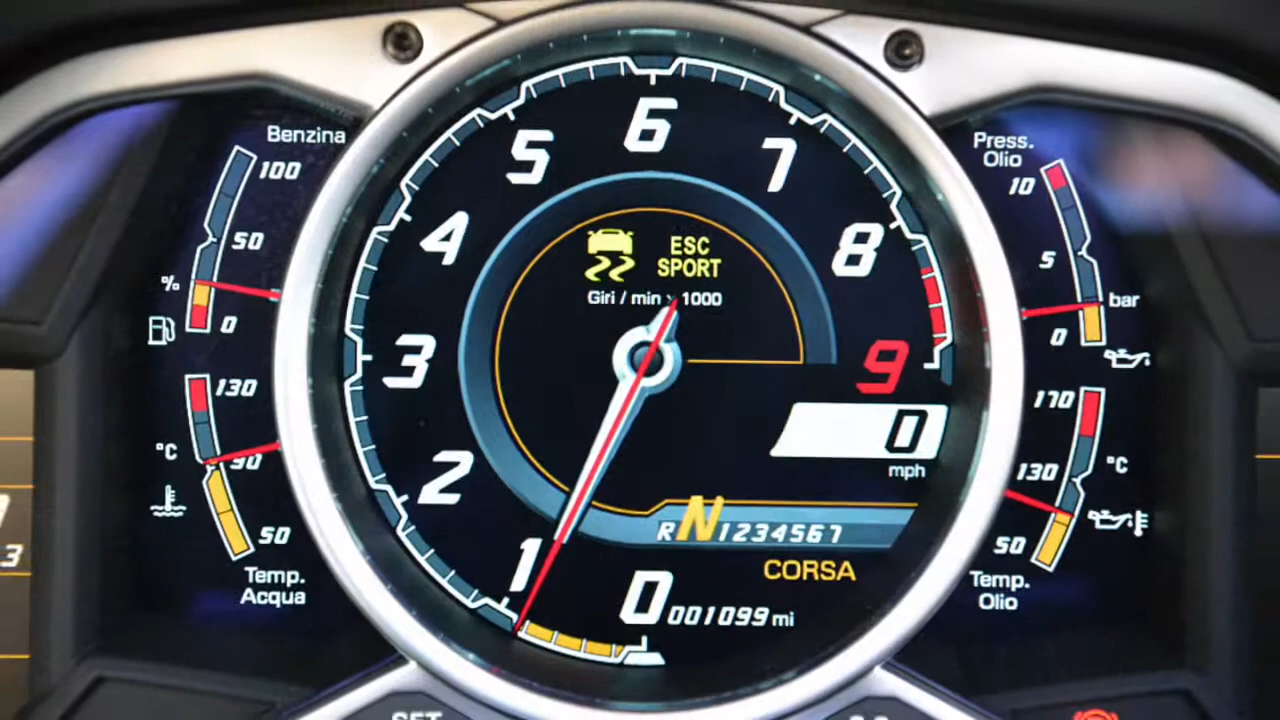 Benzina
100
50
%
0
130
°C
90
50
Temp.
Acqua
6
5
7
4
8
3
9
2
1
0
ESC
SPORT
Giri / min x 1000
0
mph
RN1234567
CORSA
001099 mi
Press.
Olio
10
5
bar
0
170
°C
130
50
Temp.
Olio
3
SET